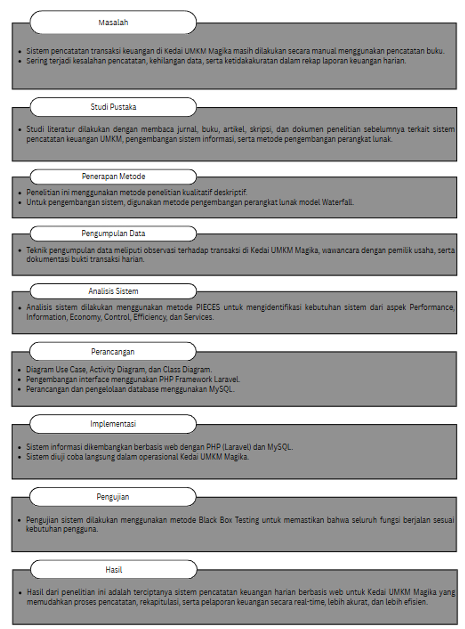 Masalah
• Sistem pencatatan transaksi keuangan di Kedai UMKM Magika masih dilakukan secara manual menggunakan pencatatan buku.
• Sering terjadi kesalahan pencatatan, kehilangan data, serta ketidakakuratan dalam rekap laporan keuangan harian.
Studi Pustaka
• Studi literatur dilakukan dengan membaca jurnal, buku, artikel, skripsi, dan dokumen penelitian sebelumnya terkait sistem
pencatatan keuangan UMKM, pengembangan sistem informasi, serta metode pengembangan perangkat lunak.
Penerapan Metode
• Penelitian ini menggunakan metode penelitian kualitatif deskriptif.
• Untuk pengembangan sistem, digunakan metode pengembangan perangkat lunak model Waterfall.
Pengumpulan Data
• Teknik pengumpulan data meliputi observasi terhadap transaksi di Kedai UMKM Magika, wawancara dengan pemilik usaha, serta
dokumentasi bukti transaksi harian.
Analisis Sistem
• Analisis sistem dilakukan menggunakan metode PIECES untuk mengidentifikasi kebutuhan sistem dari aspek Performance,
Information, Economy, Control, Efficiency, dan Services.
Perancangan
• Diagram Use Case, Activity Diagram, dan Class Diagram.
• Pengembangan interface menggunakan PHP Framework Laravel.
• Perancangan dan pengelolaan database menggunakan MySQL.
Implementasi
• Sistem informasi dikembangkan berbasis web dengan PHP (Laravel) dan MySQL.
• Sistem diuji coba langsung dalam operasional Kedai UMKM Magika.
Pengujian
• Pengujian sistem dilakukan menggunakan metode Black Box Testing untuk memastikan bahwa seluruh fungsi berjalan sesuai
kebutuhan pengguna.
Hasil
• Hasil dari penelitian ini adalah terciptanya sistem pencatatan keuangan harian berbasis web untuk Kedai UMKM Magika yang
memudahkan proses pencatatan, rekapitulasi, serta pelaporan keuangan secara real-time, lebih akurat, dan lebih efisien.